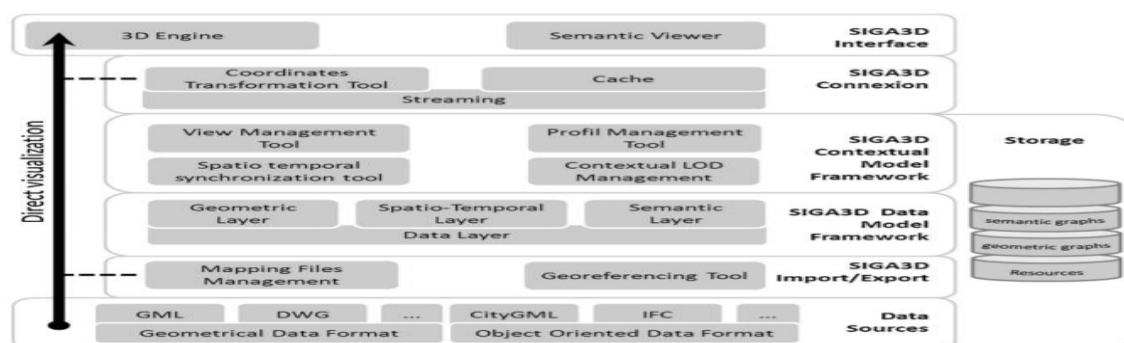 3D Engine
Semantic Viewer
SIGA3D
Interface
Coordinates
Transformation Tool
Cache
Streaming
SIGA3D
Connexion
View Management
Tool
Profil Management
Tool
Spatio temporal
synchronization tool
Contextual LOD
Management
SIGA3D
Contextual
Model
Framework
Geometric
Layer
Spatio-Temporal
Layer
Semantic
Layer
Data Layer
SIGA3D Data
Model
Framework
Mapping Files
Management
Georeferencing Tool
SIGA3D
Import/Export
GML
DWG
...
CityGML
IFC
...
Geometrical Data Format
Object Oriented Data Format
Data
Sources
Direct visualization
Storage
semantic graphs
geometric graphs
Resources